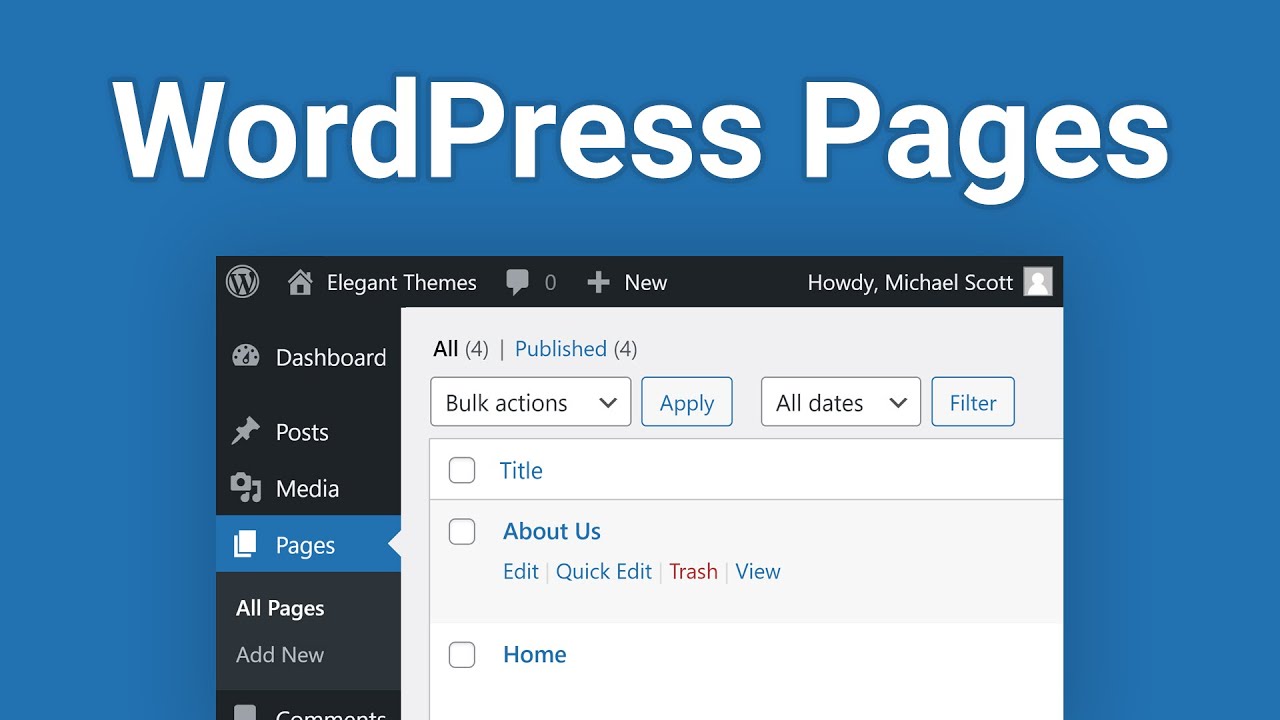 WordPress Pages
Elegant Themes 0 New Howdy, Michael Scott
Dashboard
Posts
Media
Pages
All Pages
Add New
Comments
All (4) | Published (4)
Bulk actions Apply All dates Filter
Title
About Us
Edit | Quick Edit | Trash | View
Home